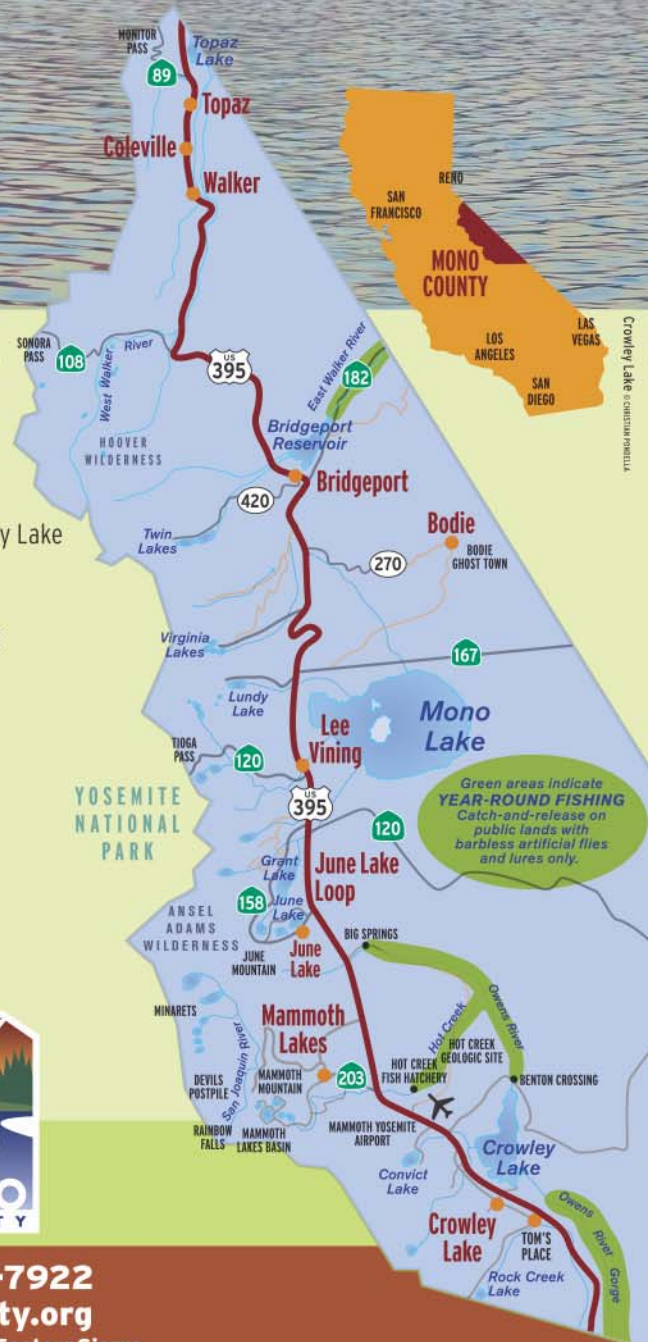 MONITOR
PASS
Topaz
Lake
89
Topaz
Coleville
Walker
RENO
SAN
FRANCISCO
MONO
COUNTY
LAS
VEGAS
LOS
ANGELES
SAN
DIEGO
Crowley Lake © CHRISTIAN PONDELLA
SONORA
PASS
108
West Walker
River
US
395
East Walker River
182
HOOVER
WILDERNESS
Bridgeport
Reservoir
Bridgeport
420
Twin
Lakes
y Lake
Bodie
BODIE
GHOST TOWN
270
Virginia
Lakes
167
Lundy
Lake
Mono
Lake
Lee
Vining
TIOGA
PASS
120
US
395
YOSEMITE
NATIONAL
PARK
120
Green areas indicate
YEAR-ROUND FISHING
Catch-and-release on
public lands with
barbless artificial flies
and lures only.
Grant
Lake
June Lake
Loop
158
June
Lake
ANSEL
ADAMS
WILDERNESS
JUNE
MOUNTAIN
June
Lake
BIG SPRINGS
MINARETS
Mammoth
Lakes
San Joaquin River
Hot Creek
Owens River
HOT CREEK
GEOLOGIC SITE
HOT CREEK
FISH HATCHERY
BENTON CROSSING
DEVILS
POSTPILE
MAMMOTH
MOUNTAIN
203
RAINBOW
FALLS
MAMMOTH
LAKES BASIN
MAMMOTH YOSEMITE
AIRPORT
Convict
Lake
Crowley
Lake
Crowley
Lake
TOM'S
PLACE
Owens
River
Gorge
Rock Creek
Lake
O
T Y
-7922
ty.org